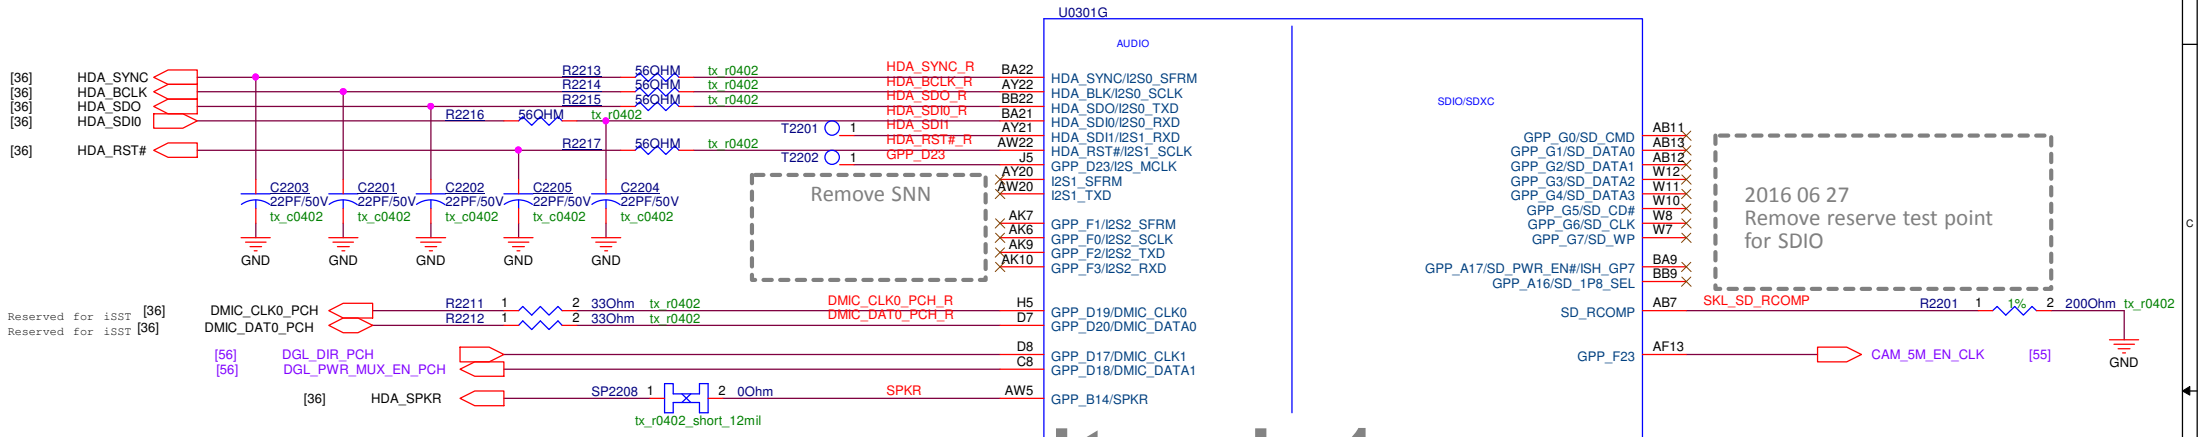 U0301G
AUDIO
SDIO/SDXC
[36] HDA_SYNC R2213 56OHM tx_r0402 HDA_SYNC_R BA22 HDA_SYNC/I2S0_SFRM
[36] HDA_BCLK R2214 56OHM tx_r0402 HDA_BCLK_R AY22 HDA_BLK/I2S0_SCLK
[36] HDA_SDO R2215 56OHM tx_r0402 HDA_SDO_R BB22 HDA_SDO/I2S0_TXD
[36] HDA_SDI0 R2216 56OHM tx_r0402 HDA_SDI0_R BA21 HDA_SDI0/I2S0_RXD
T2201 1 HDA_SDI1 AY21 HDA_SDI1/I2S1_RXD
[36] HDA_RST# R2217 56OHM tx_r0402 HDA_RST#_R AW22 HDA_RST#/I2S1_SCLK
T2202 1 GPP_D23 J5 GPP_D23/I2S_MCLK
AY20 I2S1_SFRM
AW20 I2S1_TXD
Remove SNN
AK7 GPP_F1/I2S2_SFRM
AK6 GPP_F0/I2S2_SCLK
AK9 GPP_F2/I2S2_TXD
AK10 GPP_F3/I2S2_RXD
C2203 C2201 C2202 C2205 C2204
22PF/50V 22PF/50V 22PF/50V 22PF/50V 22PF/50V
tx_c0402 tx_c0402 tx_c0402 tx_c0402 tx_c0402
GND GND GND GND GND
Reserved for iSST [36] DMIC_CLK0_PCH R2211 1 2 33Ohm tx_r0402 DMIC_CLK0_PCH_R H5 GPP_D19/DMIC_CLK0
Reserved for iSST [36] DMIC_DAT0_PCH R2212 1 2 33Ohm tx_r0402 DMIC_DAT0_PCH_R D7 GPP_D20/DMIC_DATA0
[56] DGL_DIR_PCH D8 GPP_D17/DMIC_CLK1
[56] DGL_PWR_MUX_EN_PCH C8 GPP_D18/DMIC_DATA1
[36] HDA_SPKR SP2208 1 2 0Ohm SPKR AW5 GPP_B14/SPKR
tx_r0402_short_12mil
GPP_G0/SD_CMD AB11
GPP_G1/SD_DATA0 AB13
GPP_G2/SD_DATA1 AB12
GPP_G3/SD_DATA2 W12
GPP_G4/SD_DATA3 W11
GPP_G5/SD_CD# W10
GPP_G6/SD_CLK W8
GPP_G7/SD_WP W7
GPP_A17/SD_PWR_EN#/ISH_GP7 BA9
GPP_A16/SD_1P8_SEL BB9
2016 06 27
Remove reserve test point
for SDIO
SD_RCOMP AB7 SKL_SD_RCOMP R2201 1 1% 2 200Ohm tx_r0402
GND
GPP_F23 AF13 CAM_5M_EN_CLK [55]
C